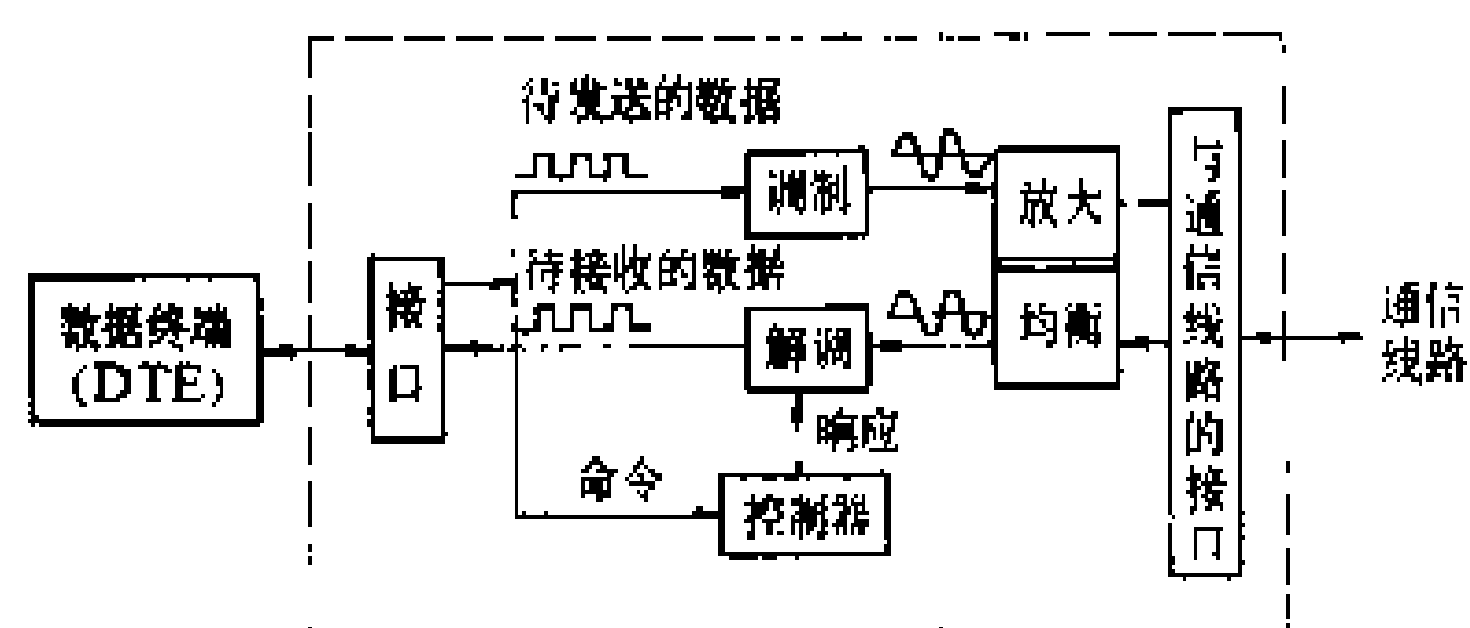 待发送的数据
调制
放大
与通信线路的接口
待接收的数据
接口
数据终端
(DTE)
解调
均衡
通信
线路
响应
命令
控制器